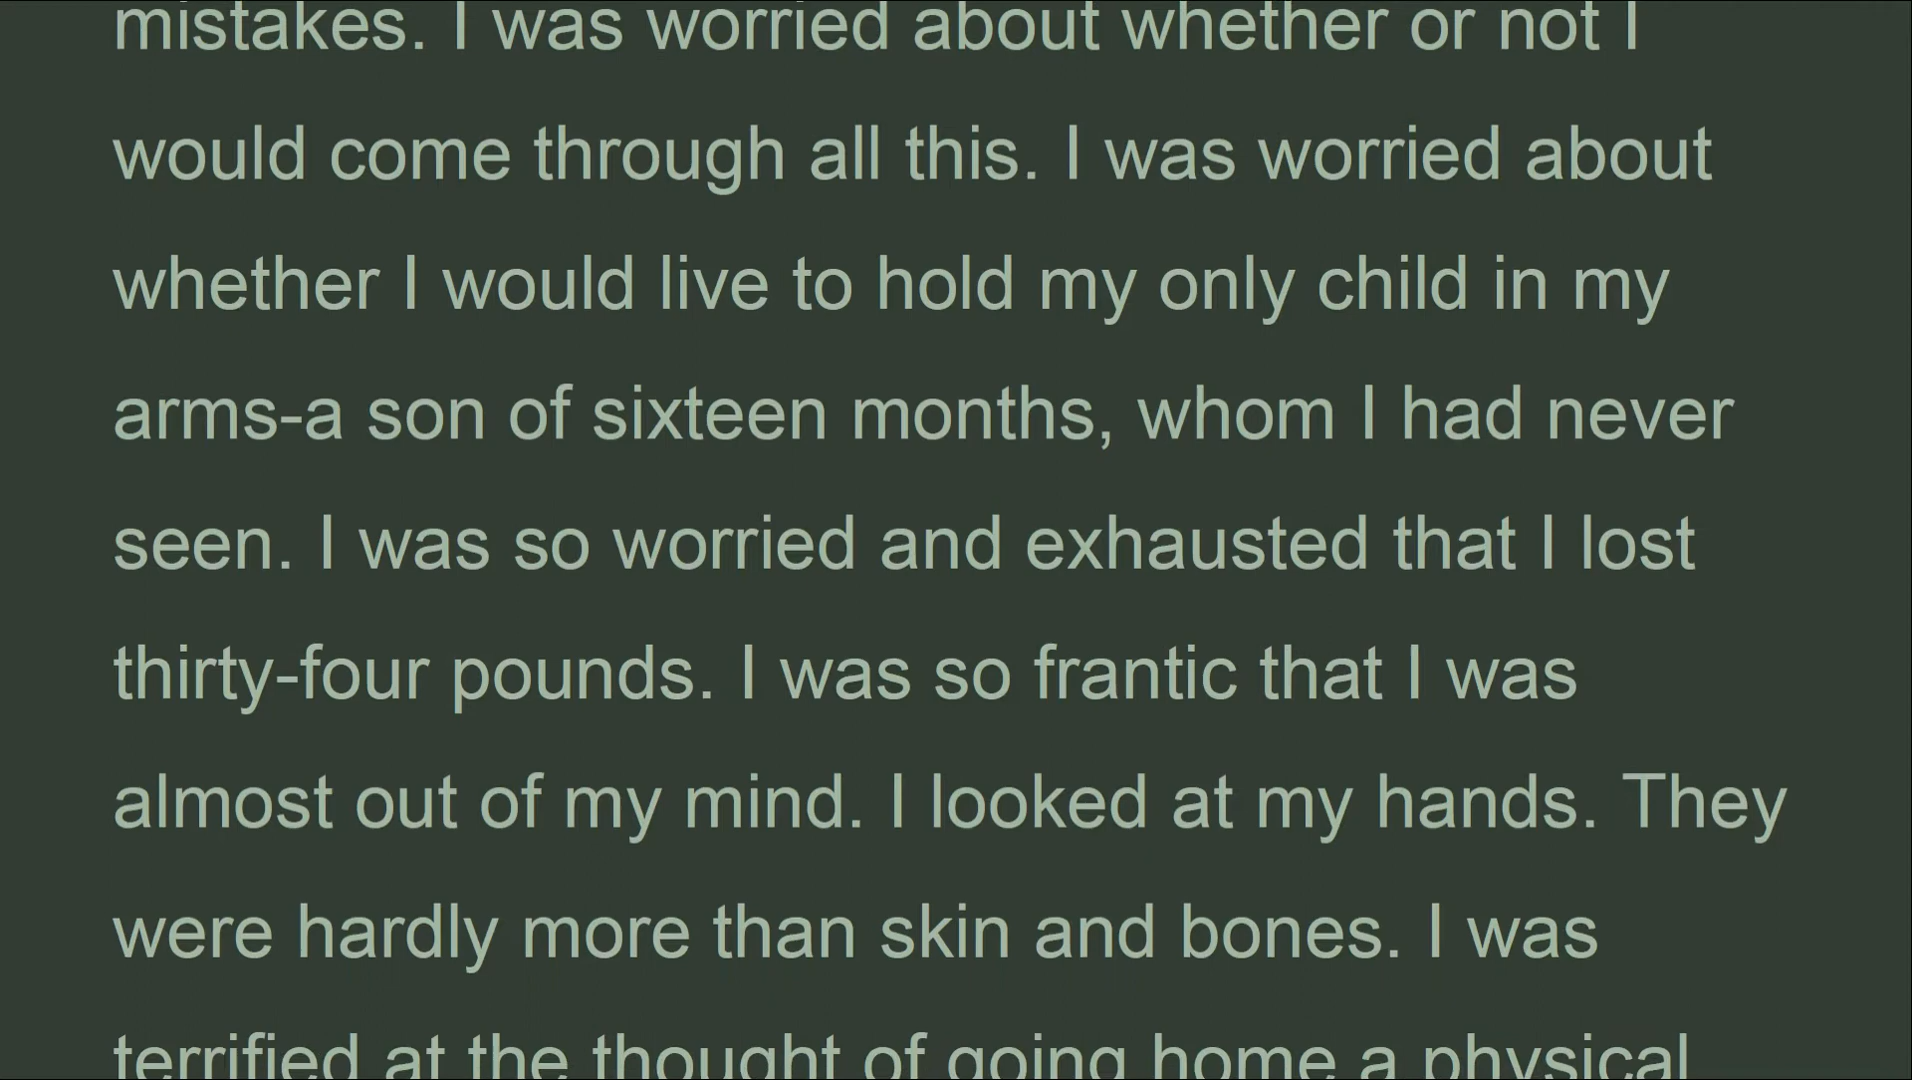 mistakes. I was worried about whether or not I
would come through all this. I was worried about
whether I would live to hold my only child in my
arms-a son of sixteen months, whom I had never
seen. I was so worried and exhausted that I lost
thirty-four pounds. I was so frantic that I was
almost out of my mind. I looked at my hands. They
were hardly more than skin and bones. I was
terrified at the thought of going home a physical